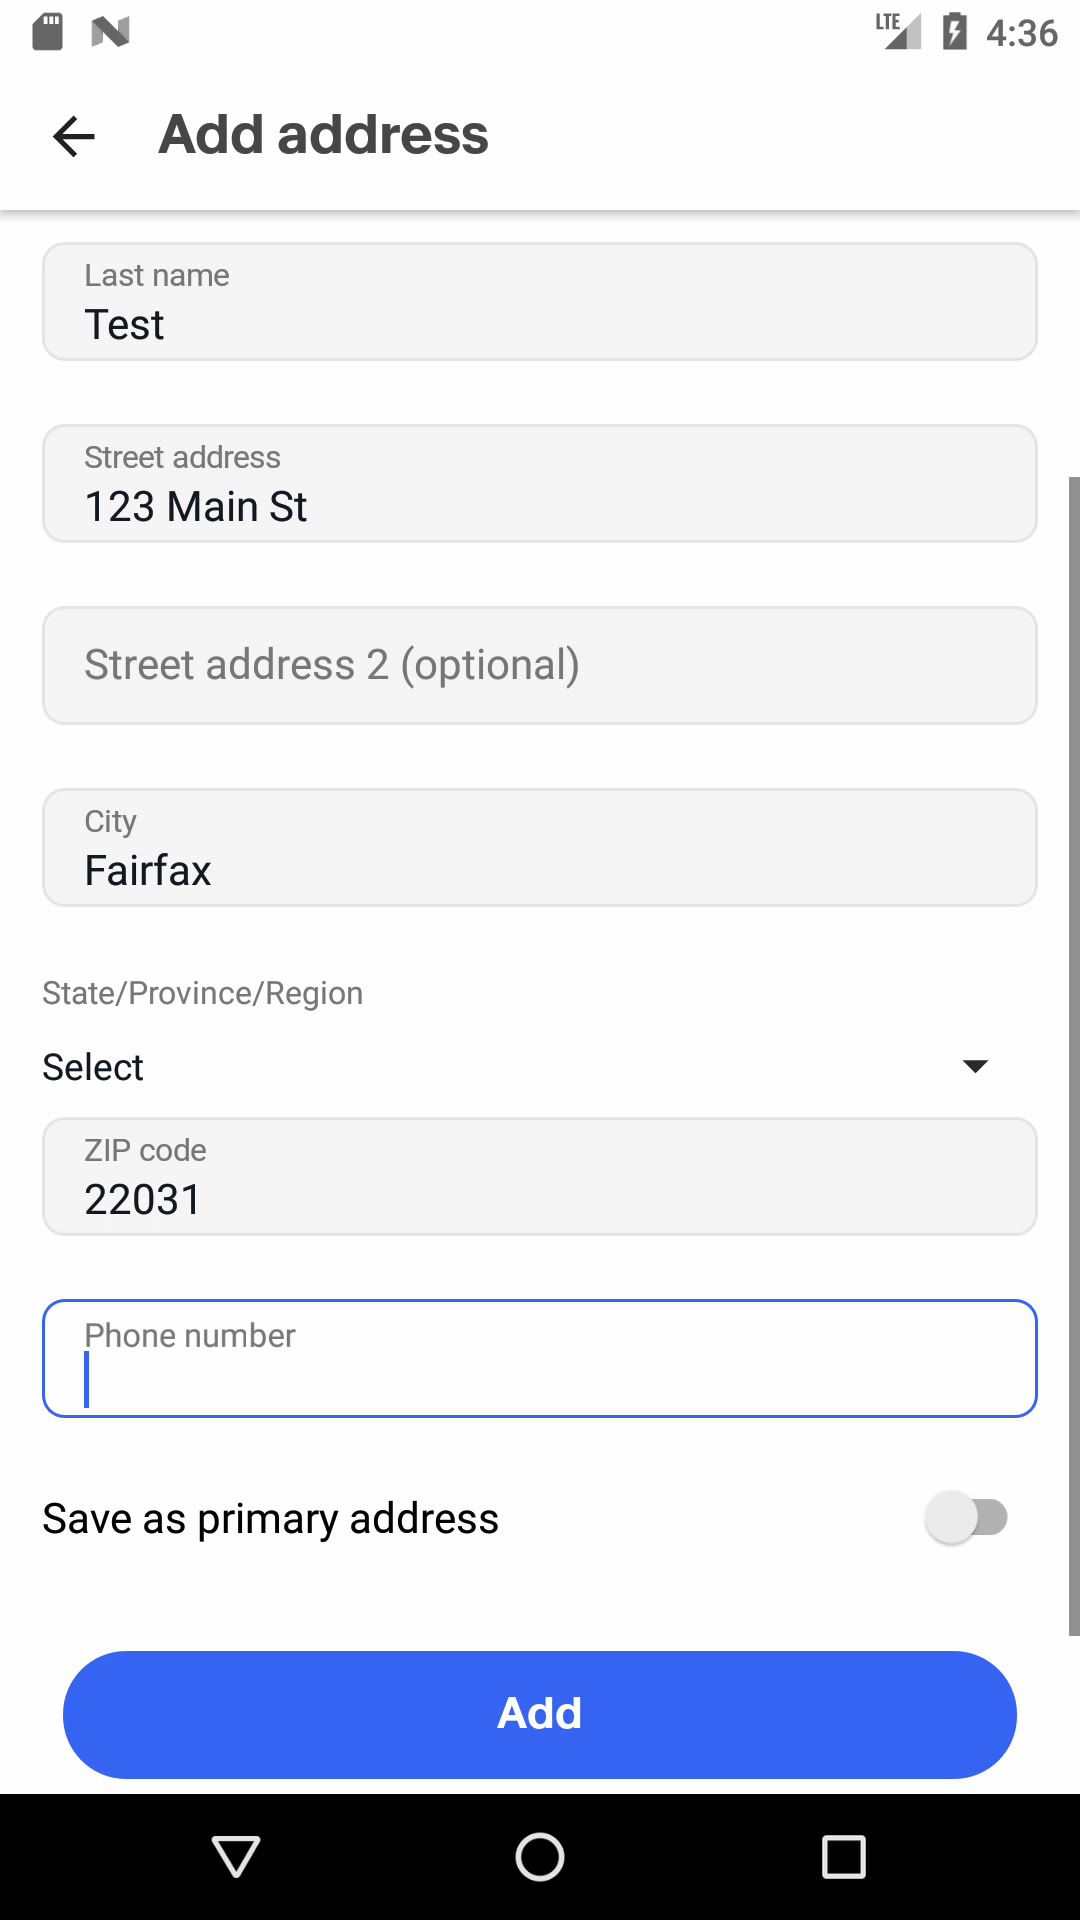 LTE 4:36
Add address
Last name
Test
Street address
123 Main St
Street address 2 (optional)
City
Fairfax
State/Province/Region
Select
ZIP code
22031
Phone number
Save as primary address
Add